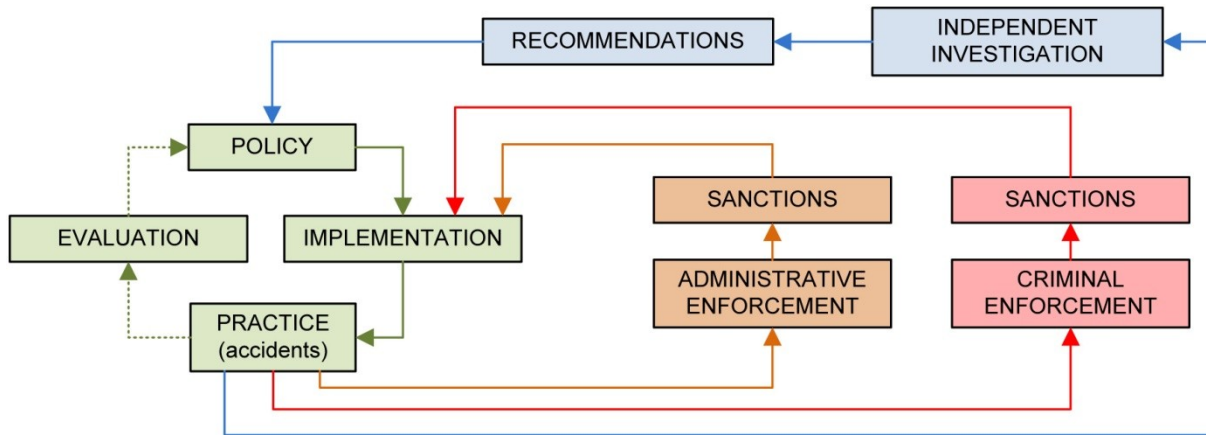 RECOMMENDATIONS
INDEPENDENT
INVESTIGATION
POLICY
SANCTIONS
SANCTIONS
EVALUATION
IMPLEMENTATION
ADMINISTRATIVE
ENFORCEMENT
CRIMINAL
ENFORCEMENT
PRACTICE
(accidents)